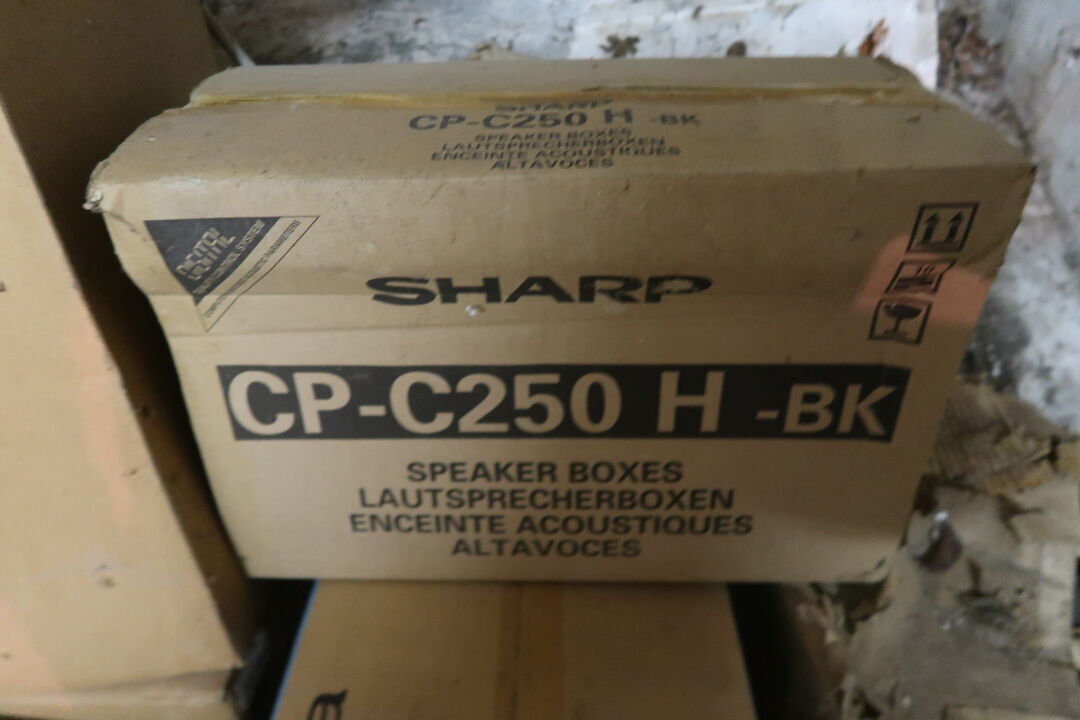 SHARP
CP-C250 H -BK
SPEAKER BOXES
LAUTSPRECHERBOXEN
ENCEINTE ACOUSTIQUES
ALTAVOCES
SHARP
10
CP-C250 H -BK
SPEAKER BOXES
LAUTSPRECHERBOXEN
ENCEINTE ACOUSTIQUES
ALTAVOCES
a